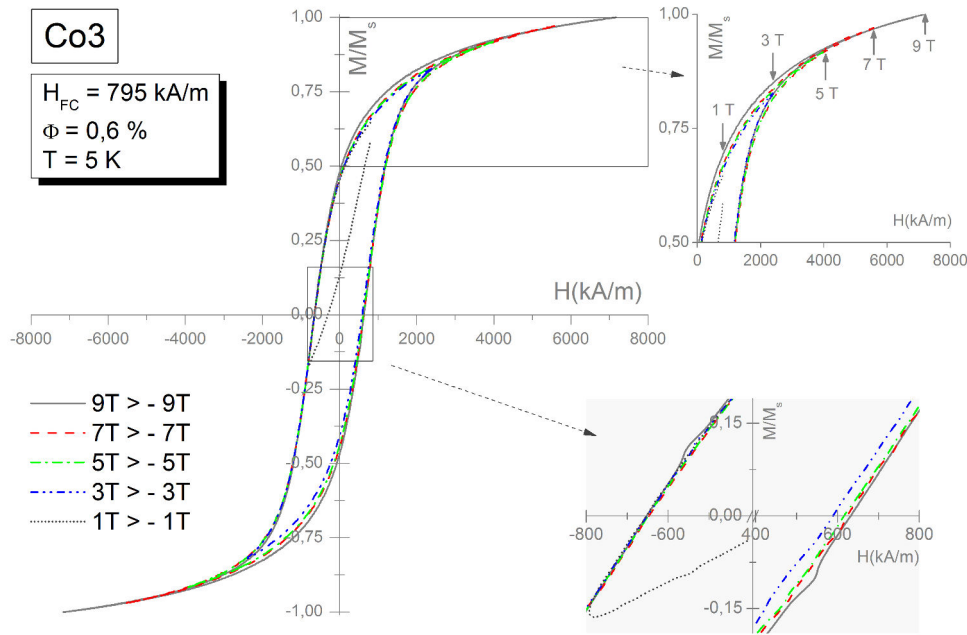 Co3
H_FC = 795 kA/m
Φ = 0,6 %
T = 5 K
M/M_s
1,00
0,75
0,50
0,25
0,00
-0,25
-0,50
-0,75
-1,00
-8000 -6000 -4000 -2000 0 2000 4000 6000 8000
H(kA/m)
9T > - 9T
7T > - 7T
5T > - 5T
3T > - 3T
1T > - 1T
M/M_s
1,00
0,75
0,50
1 T
3 T
5 T
7 T
9 T
H(kA/m)
0 2000 4000 6000 8000
M/M_s
0,15
0,00
-0,15
-800 -600 400 600 800
H(kA/m)